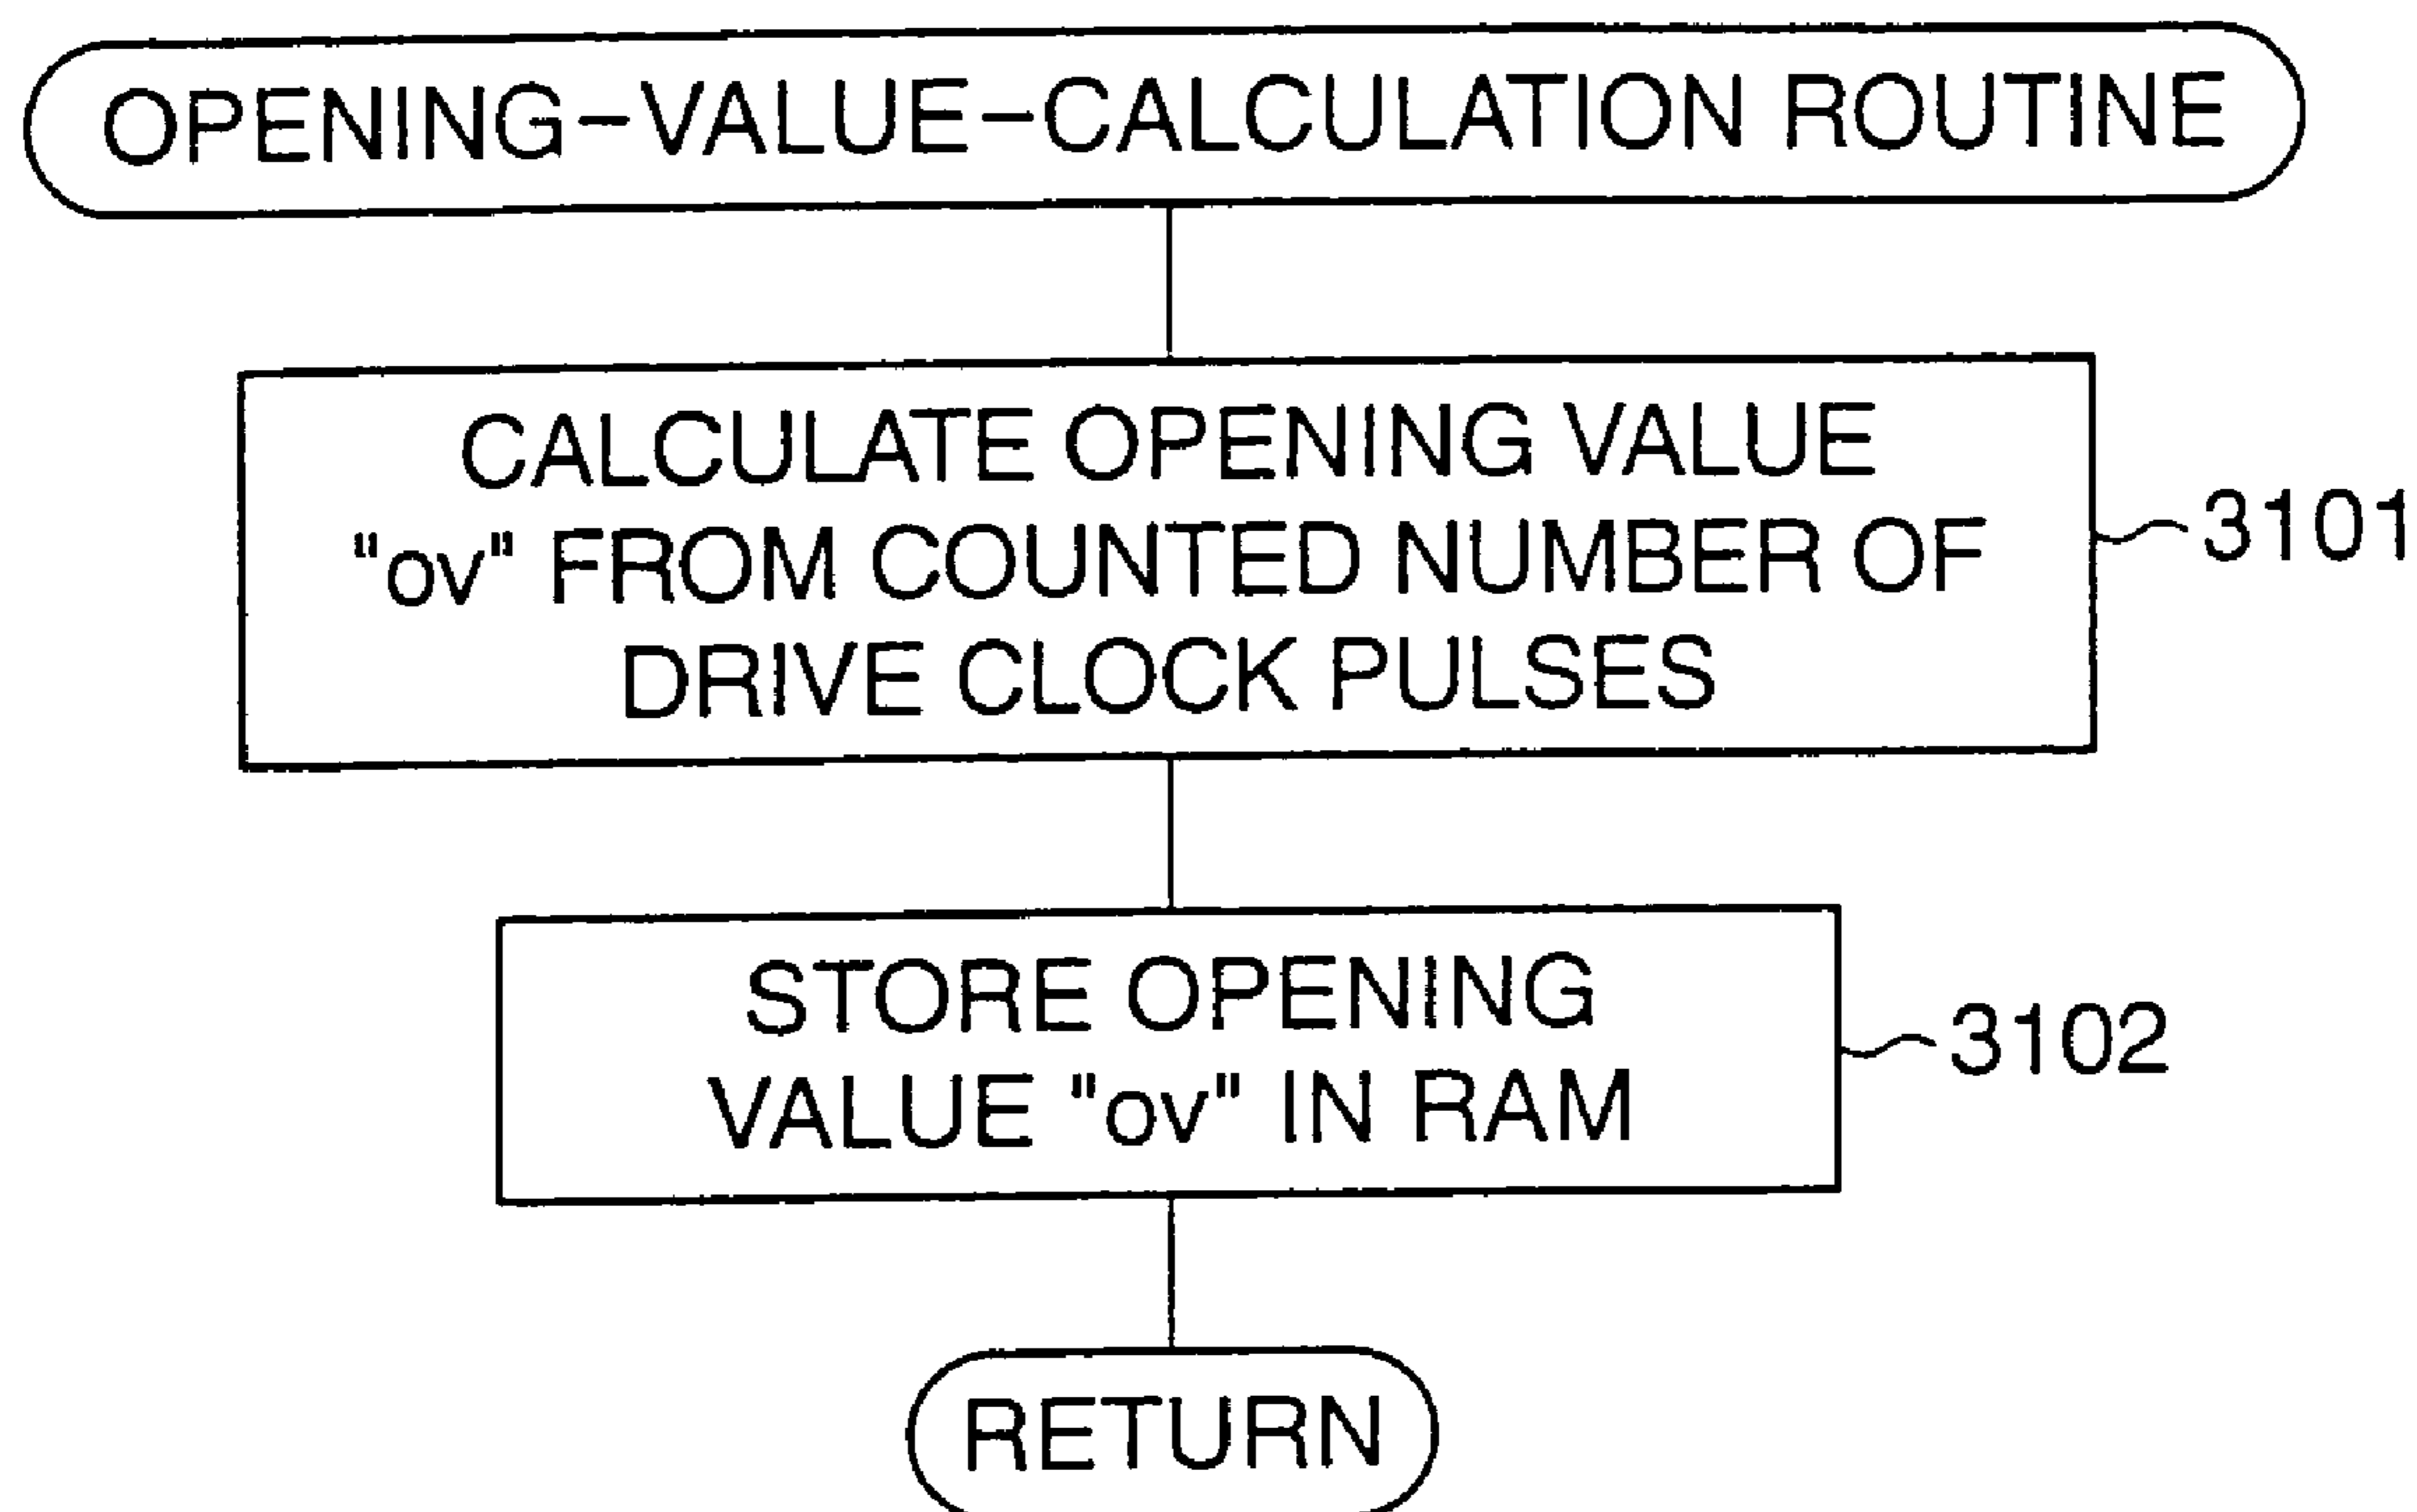 OPENING-VALUE-CALCULATION ROUTINE
CALCULATE OPENING VALUE
"ov" FROM COUNTED NUMBER OF
DRIVE CLOCK PULSES
3101
STORE OPENING
VALUE "ov" IN RAM
3102
RETURN